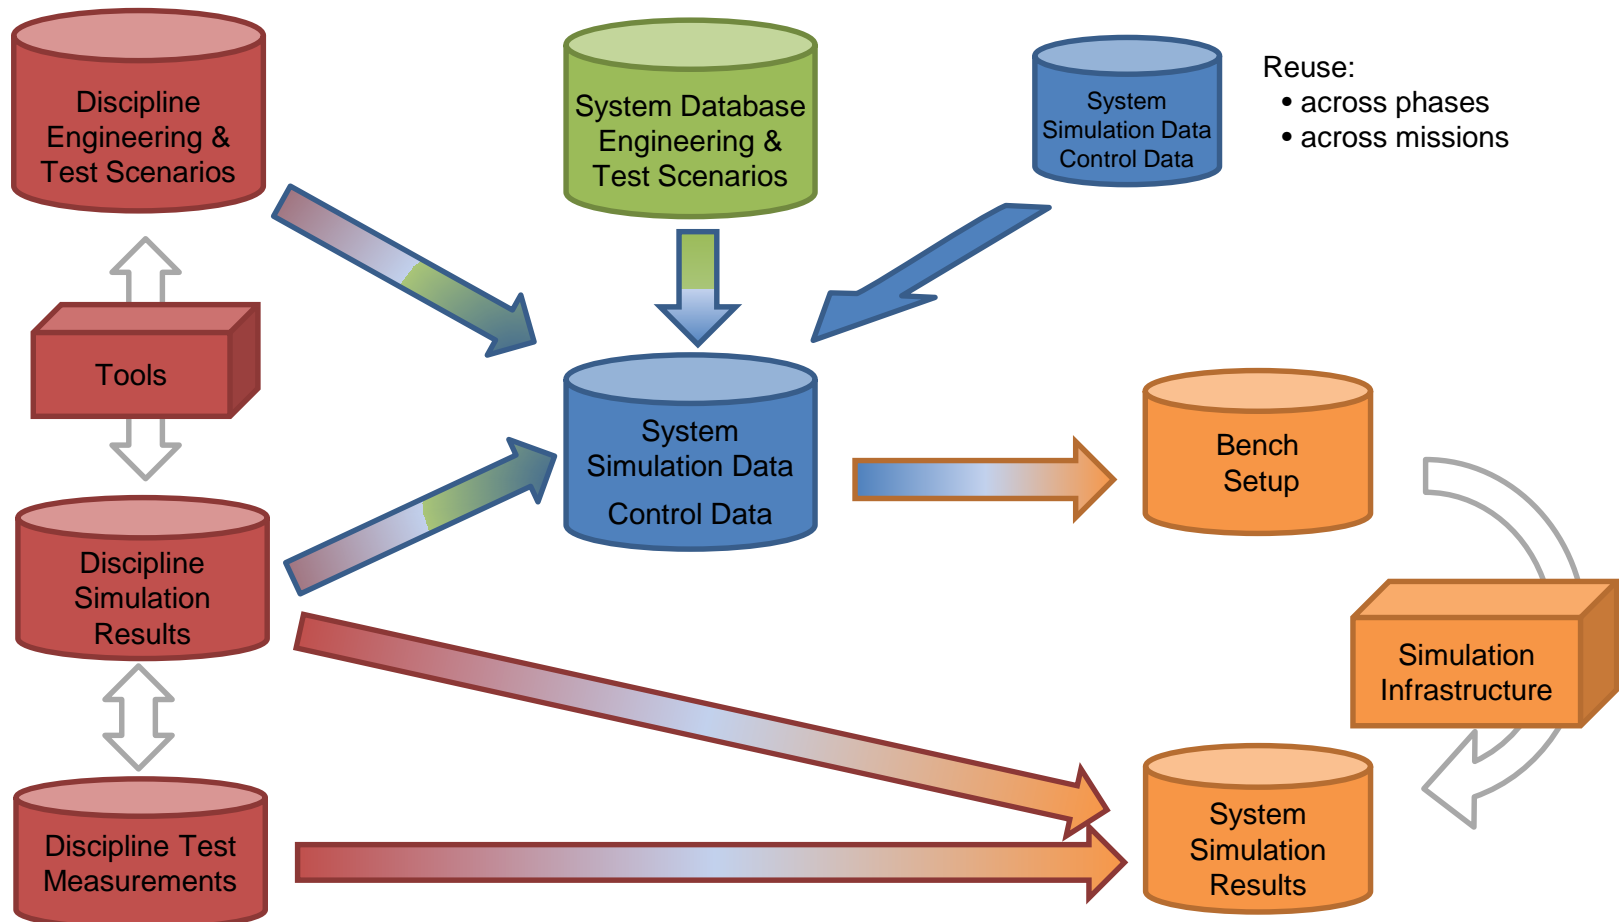 Discipline
Engineering &
Test Scenarios
System Database
Engineering &
Test Scenarios
System
Simulation Data
Control Data
Reuse:
• across phases
• across missions
Tools
System
Simulation Data
Control Data
Bench
Setup
Discipline
Simulation
Results
Simulation
Infrastructure
Discipline Test
Measurements
System
Simulation
Results